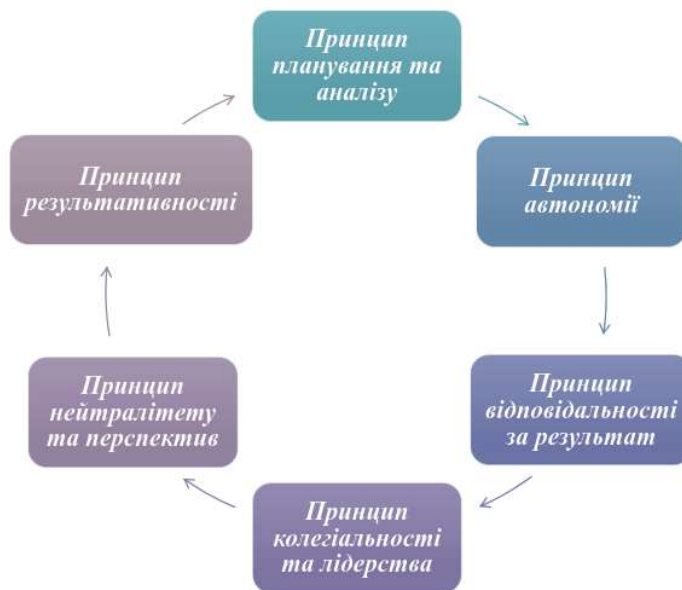 Принцип
планування та
аналізу
Принцип
автономії
Принцип
відповідальності
за результат
Принцип
колегіальності
та лідерства
Принцип
нейтралітету
та перспектив
Принцип
результативності